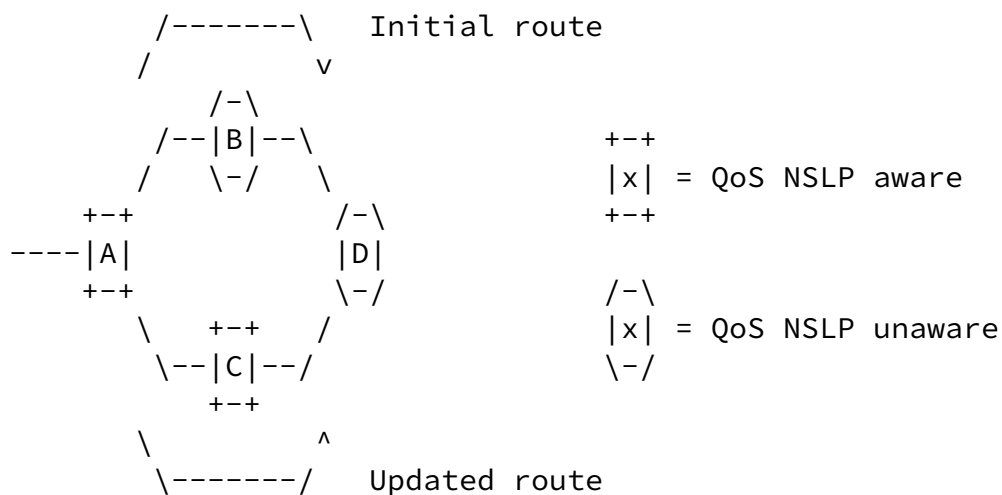 /-------\   Initial route
/         v
/-\
/--|B|--\                +-+
/   \-/   \               |x| = QoS NSLP aware
+-+           /-\            +-+
----|A|           |D|
+-+           \-/            /-\
\   +-+   /               |x| = QoS NSLP unaware
\--|C|--/                \-/
+-+
\         ^
\-------/   Updated route